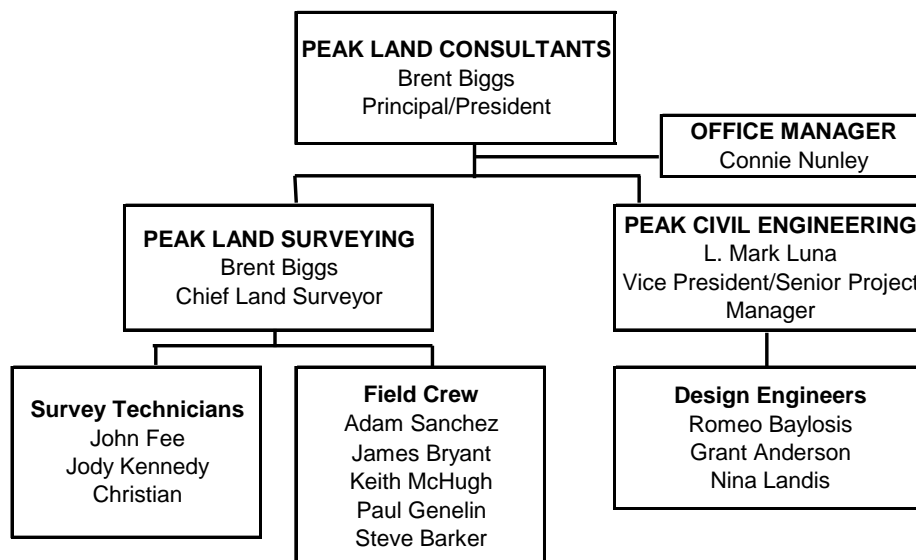 PEAK LAND CONSULTANTS
Brent Biggs
Principal/President
OFFICE MANAGER
Connie Nunley
PEAK LAND SURVEYING
Brent Biggs
Chief Land Surveyor
PEAK CIVIL ENGINEERING
L. Mark Luna
Vice President/Senior Project
Manager
Survey Technicians
John Fee
Jody Kennedy
Christian
Field Crew
Adam Sanchez
James Bryant
Keith McHugh
Paul Genelin
Steve Barker
Design Engineers
Romeo Baylosis
Grant Anderson
Nina Landis